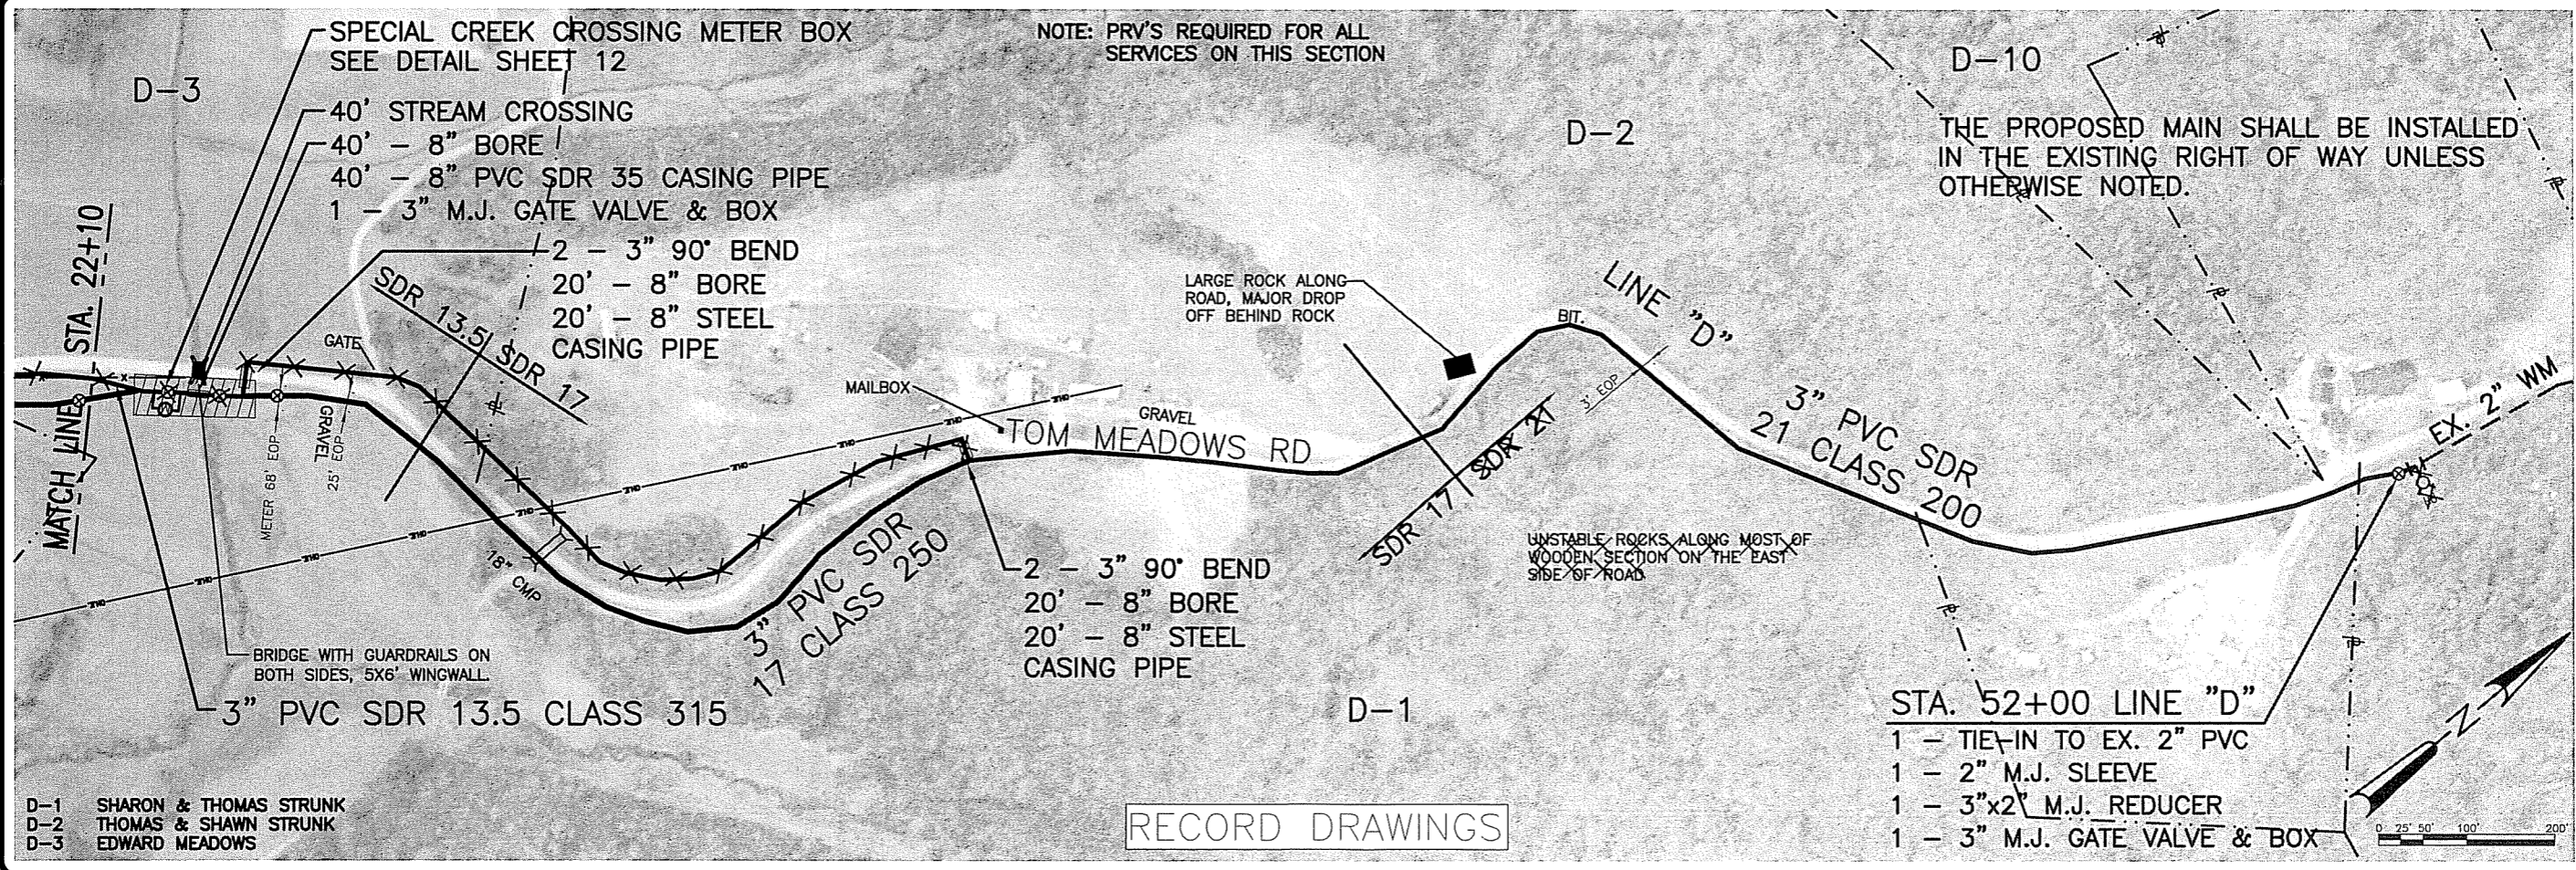 SPECIAL CREEK CROSSING METER BOX
SEE DETAIL SHEET 12
NOTE: PRV'S REQUIRED FOR ALL
SERVICES ON THIS SECTION
D-3
40' STREAM CROSSING
40' - 8" BORE
40' - 8" PVC SDR 35 CASING PIPE
1 - 3" M.J. GATE VALVE & BOX
2 - 3" 90° BEND
20' - 8" BORE
20' - 8" STEEL
CASING PIPE
D-2
D-10
THE PROPOSED MAIN SHALL BE INSTALLED
IN THE EXISTING RIGHT OF WAY UNLESS
OTHERWISE NOTED.
MATCH LINE STA. 22+10
SDR 13.5
SDR 17
GATE
METER 68' EOP
GRAVEL
25' EOP
18" CMP
MAILBOX
GRAVEL
TOM MEADOWS RD
LARGE ROCK ALONG
ROAD, MAJOR DROP
OFF BEHIND ROCK
BIT.
LINE "D"
3' EOP
SDR 17
SDR 21
3" PVC SDR
21 CLASS 200
EX. 2" WM
UNSTABLE ROCKS ALONG MOST OF
WOODEN SECTION ON THE EAST
SIDE OF ROAD
3" PVC SDR
17 CLASS 250
2 - 3" 90° BEND
20' - 8" BORE
20' - 8" STEEL
CASING PIPE
BRIDGE WITH GUARDRAILS ON
BOTH SIDES, 5X6' WINGWALL.
3" PVC SDR 13.5 CLASS 315
D-1
STA. 52+00 LINE "D"
1 - TIE-IN TO EX. 2" PVC
1 - 2" M.J. SLEEVE
1 - 3"x2" M.J. REDUCER
1 - 3" M.J. GATE VALVE & BOX
N
0 25' 50' 100' 200'
D-1 SHARON & THOMAS STRUNK
D-2 THOMAS & SHAWN STRUNK
D-3 EDWARD MEADOWS
RECORD DRAWINGS